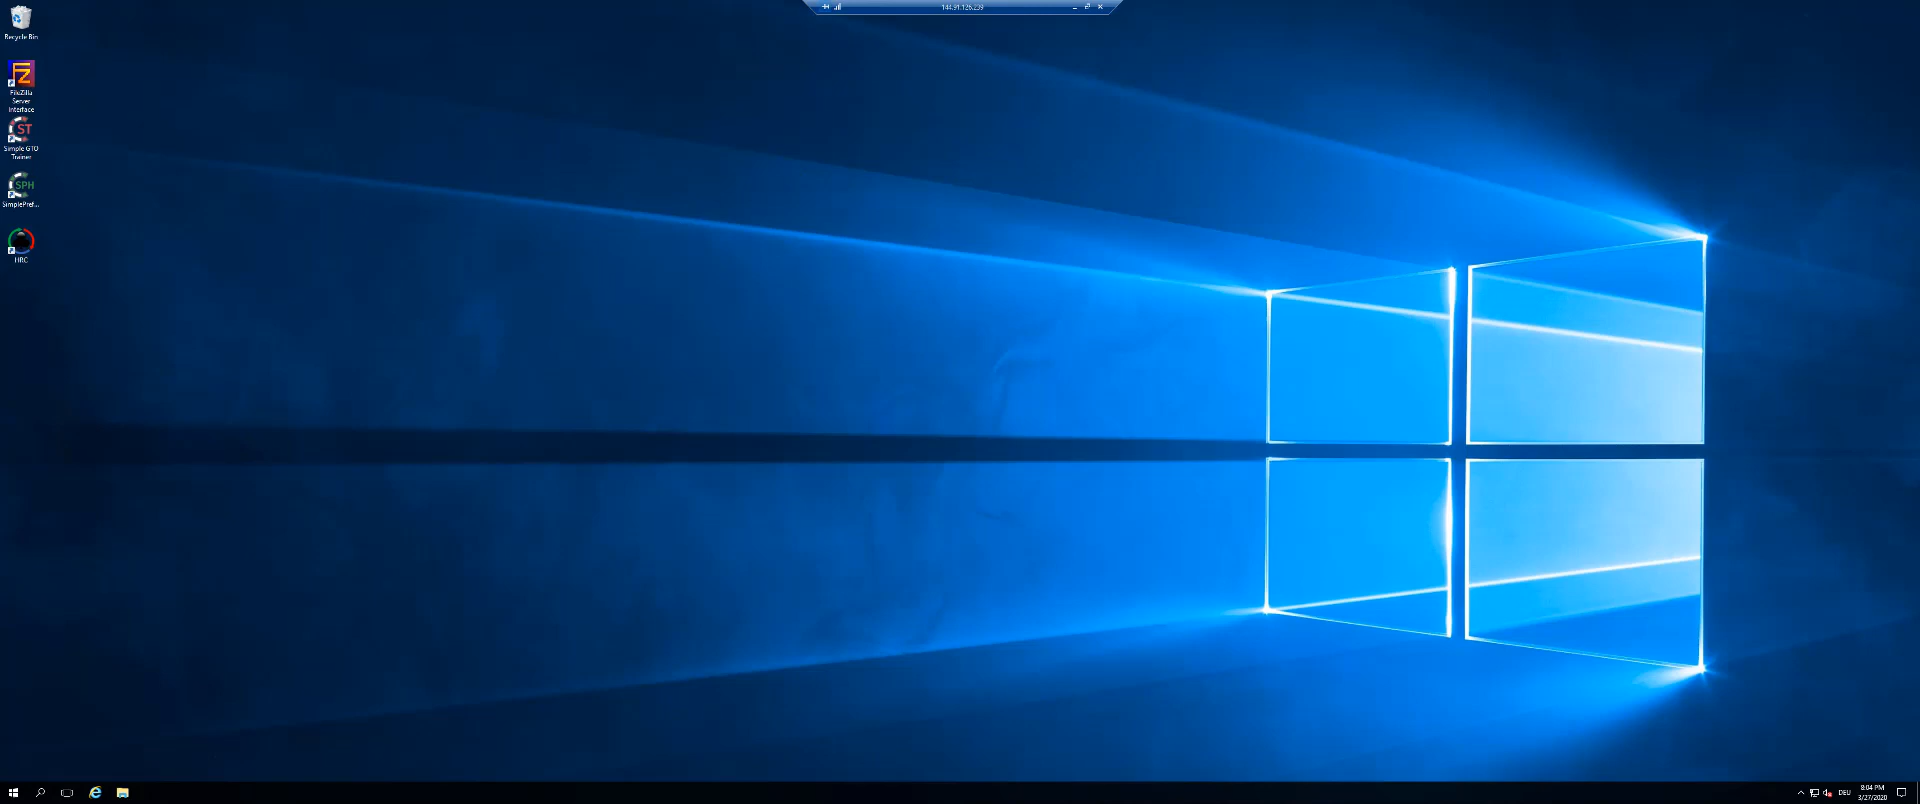 144.91.126.239
Recycle Bin
FZ
FileZilla
Server
Interface
ST
Simple GTO
Trainer
SPH
SimplePref...
HRC
DEU
8:04 PM
3/27/2020